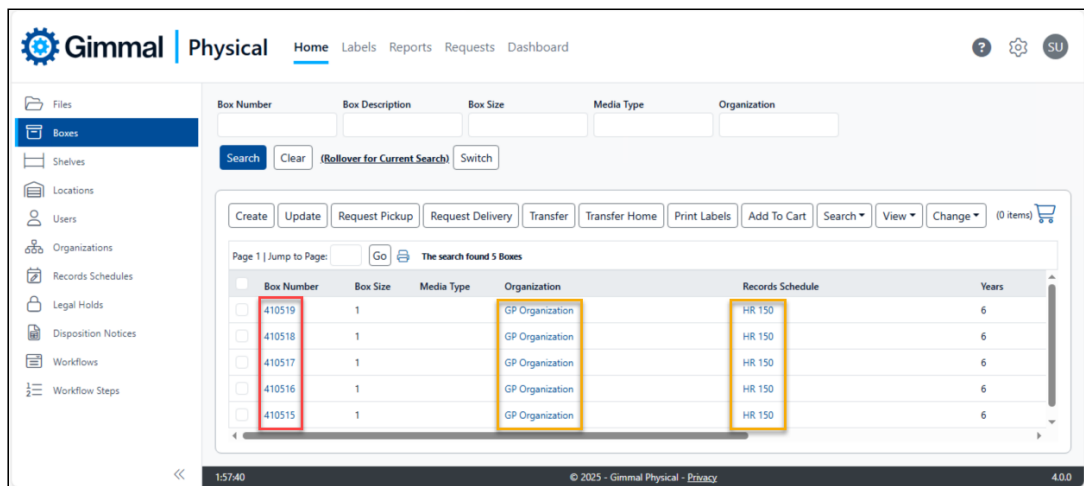 Gimmal | Physical Home Labels Reports Requests Dashboard ? SU
Files
Boxes
Shelves
Locations
Users
Organizations
Records Schedules
Legal Holds
Disposition Notices
Workflows
Workflow Steps
Box Number Box Description Box Size Media Type Organization
Search Clear (Rollover for Current Search) Switch
Create Update Request Pickup Request Delivery Transfer Transfer Home Print Labels Add To Cart Search View Change (0 items)
Page 1 | Jump to Page: Go The search found 5 Boxes
Box Number Box Size Media Type Organization Records Schedule Years
410519 1 GP Organization HR 150 6
410518 1 GP Organization HR 150 6
410517 1 GP Organization HR 150 6
410516 1 GP Organization HR 150 6
410515 1 GP Organization HR 150 6
1:57:40 © 2025 - Gimmal Physical - Privacy 4.0.0